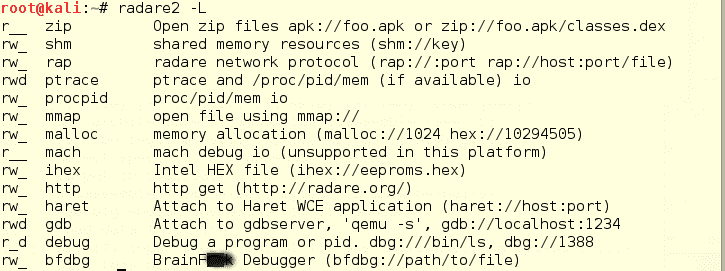 root@kali:~# radare2 -L
r__ zip Open zip files apk://foo.apk or zip://foo.apk/classes.dex
rw_ shm shared memory resources (shm://key)
rw_ rap radare network protocol (rap://:port rap://host:port/file)
rwd ptrace ptrace and /proc/pid/mem (if available) io
rw_ procpid proc/pid/mem io
rw_ mmap open file using mmap://
rw_ malloc memory allocation (malloc://1024 hex://10294505)
r__ mach mach debug io (unsupported in this platform)
rw_ ihex Intel HEX file (ihex://eeproms.hex)
rw_ http http get (http://radare.org/)
rw_ haret Attach to Haret WCE application (haret://host:port)
rwd gdb Attach to gdbserver, 'qemu -s', gdb://localhost:1234
r_d debug Debug a program or pid. dbg:///bin/ls, dbg://1388
rw_ bfdbg Debugger (bfdbg://path/to/file)